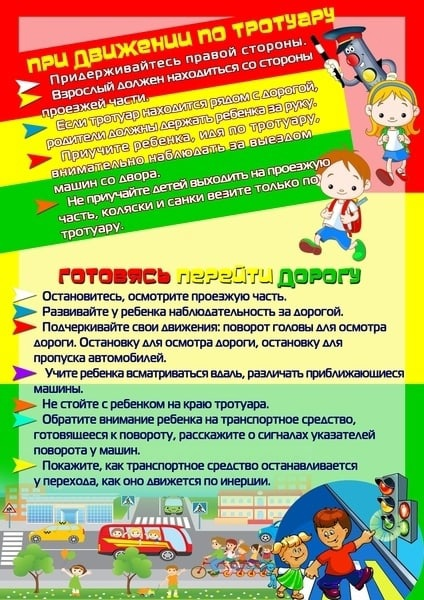 ПРИ ДВИЖЕНИИ ПО ТРОТУАРУ
Придерживайтесь правой стороны.
Взрослый должен находиться со стороны
проезжей части.
Если тротуар находится рядом с дорогой,
родители должны держать ребенка за руку.
Приучите ребенка, идя по тротуару,
внимательно наблюдать за выездом
машин со двора.
Не приучайте детей выходить на проезжую
часть, коляски и санки везите только по
тротуару.
ГОТОВЯСЬ ПЕРЕЙТИ ДОРОГУ
Остановитесь, осмотрите проезжую часть.
Развивайте у ребенка наблюдательность за дорогой.
Подчеркивайте свои движения: поворот головы для осмотра
дороги. Остановку для осмотра дороги, остановку для
пропуска автомобилей.
Учите ребенка всматриваться вдаль, различать приближающиеся
машины.
Не стойте с ребенком на краю тротуара.
Обратите внимание ребенка на транспортное средство,
готовящееся к повороту, расскажите о сигналах указателей
поворота у машин.
Покажите, как транспортное средство останавливается
у перехода, как оно движется по инерции.